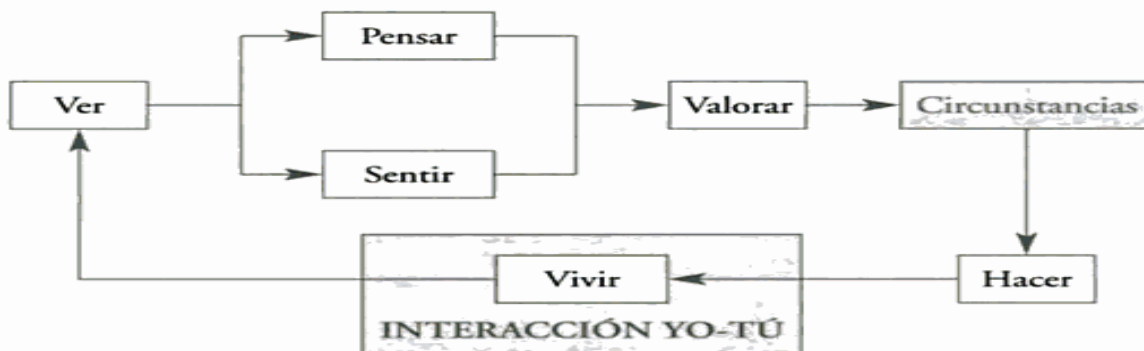 Pensar
Ver
Valorar
Circunstancias
Sentir
Vivir
Hacer
INTERACCIÓN YO-TÚ